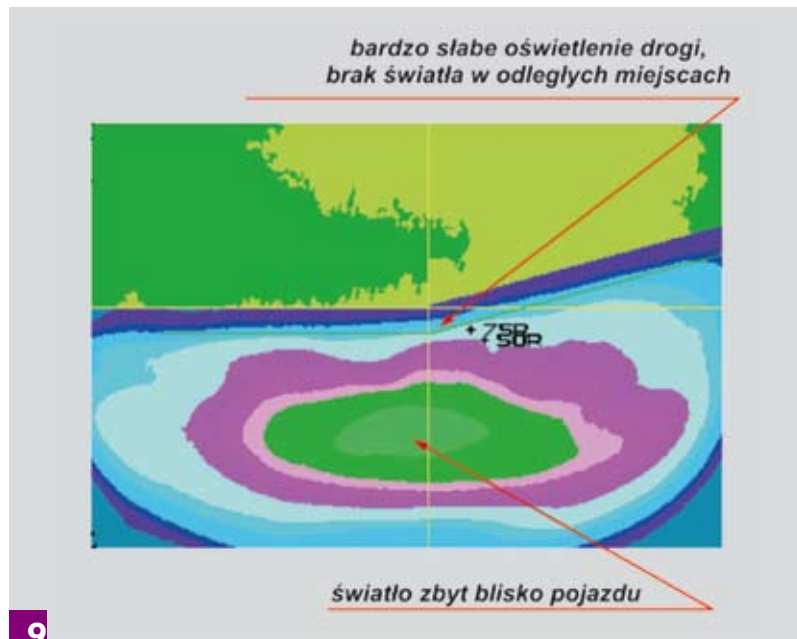 bardzo słabe oświetlenie drogi,
brak światła w odległych miejscach
75R
50R
światło zbyt blisko pojazdu
9